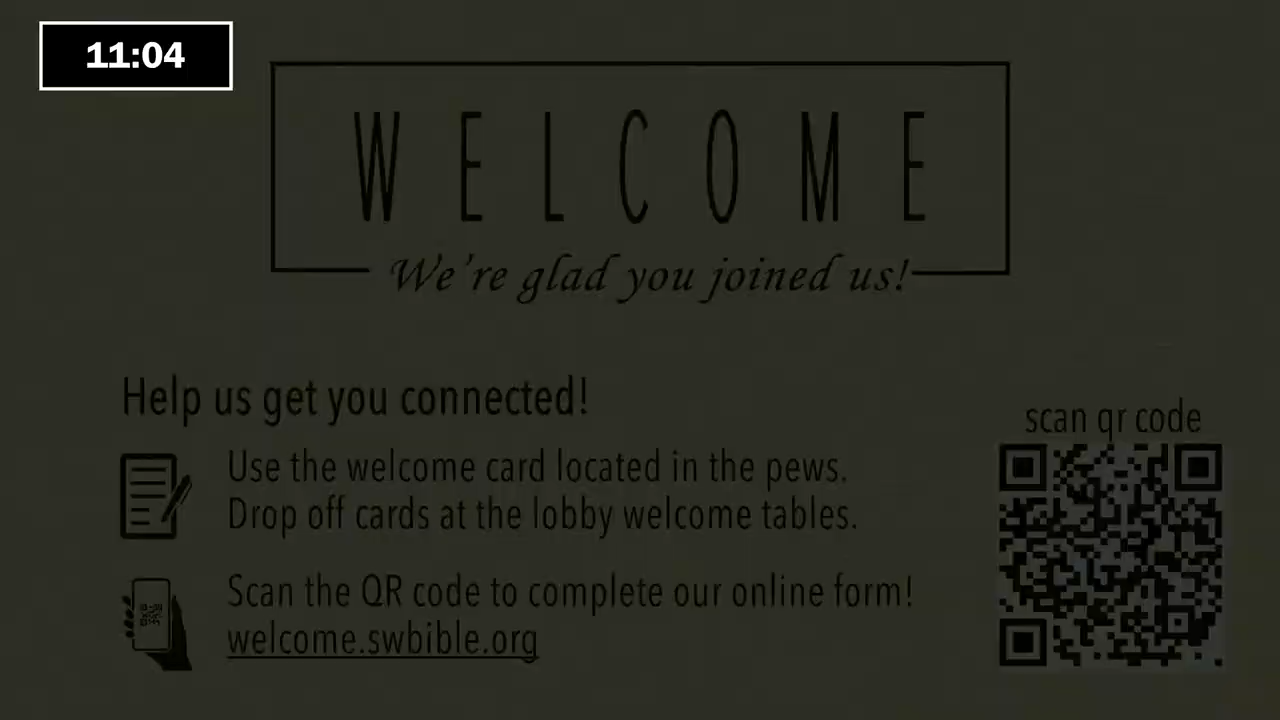 11:04
WELCOME
We're glad you joined us!
Help us get you connected!
Use the welcome card located in the pews.
Drop off cards at the lobby welcome tables.
scan qr code
Scan the QR code to complete our online form!
welcome.swbible.org